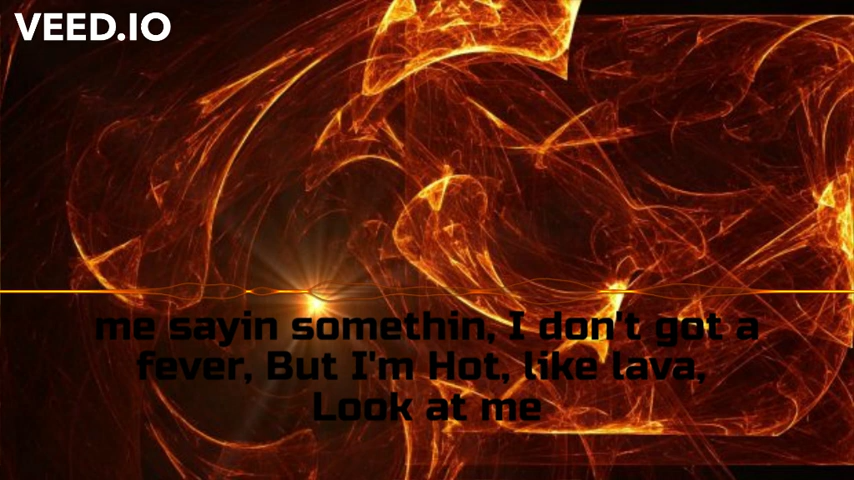 VEED.IO
me sayin somethin, I don't got a
fever, But I'm Hot, like lava,
Look at me